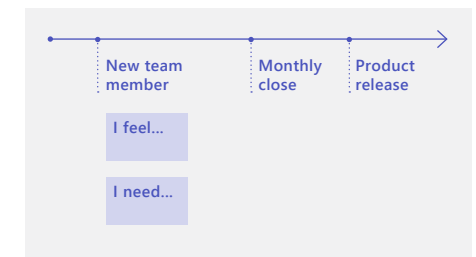 New team
member
Monthly
close
Product
release
I feel...
I need...